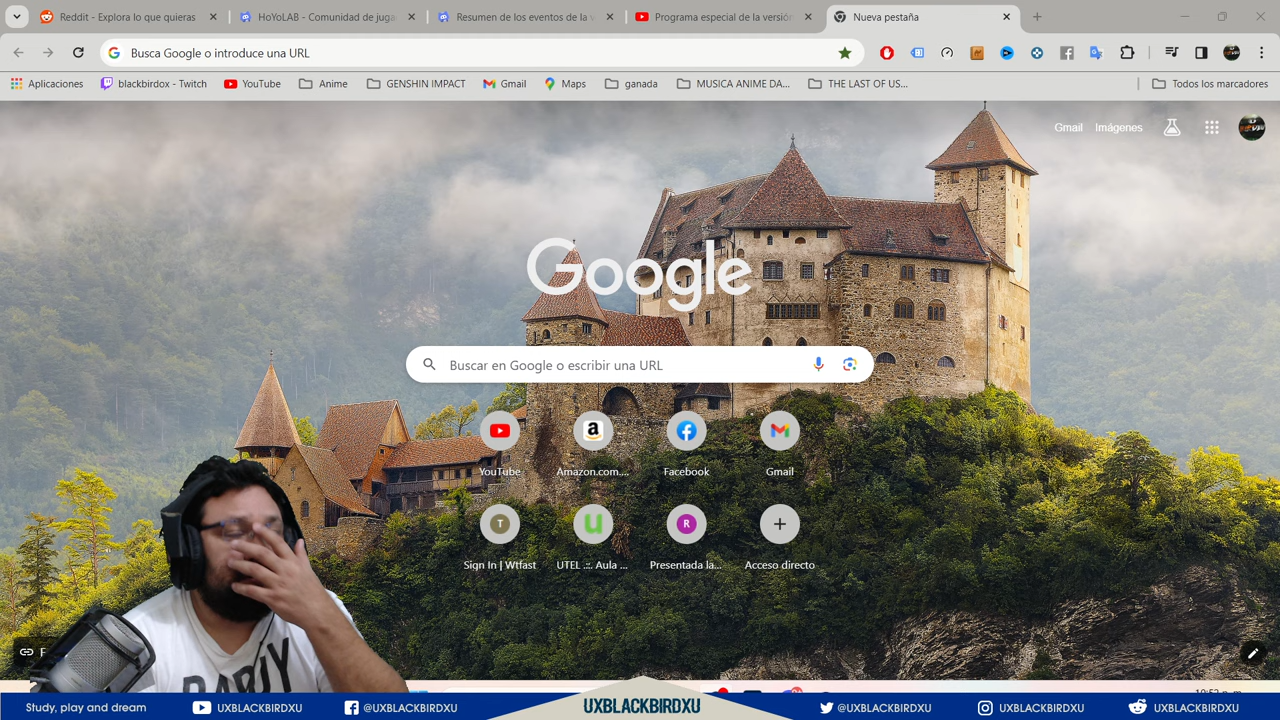 Reddit - Explora lo que quieras
HoYoLAB - Comunidad de juga
Resumen de los eventos de la v
Programa especial de la versión
Nueva pestaña
Busca Google o introduce una URL
Aplicaciones
blackbirdox - Twitch
YouTube
Anime
GENSHIN IMPACT
Gmail
Maps
ganada
MUSICA ANIME DA...
THE LAST OF US...
Todos los marcadores
Gmail
Imágenes
Google
Buscar en Google o escribir una URL
YouTube
Amazon.com....
Facebook
Gmail
T
R
Sign In | Wtfast
UTEL .::. Aula ...
Presentada la...
Acceso directo
F
Study, play and dream
UXBLACKBIRDXU
@UXBLACKBIRDXU
UXBLACKBIRDXU
@UXBLACKBIRDXU
UXBLACKBIRDXU
UXBLACKBIRDXU